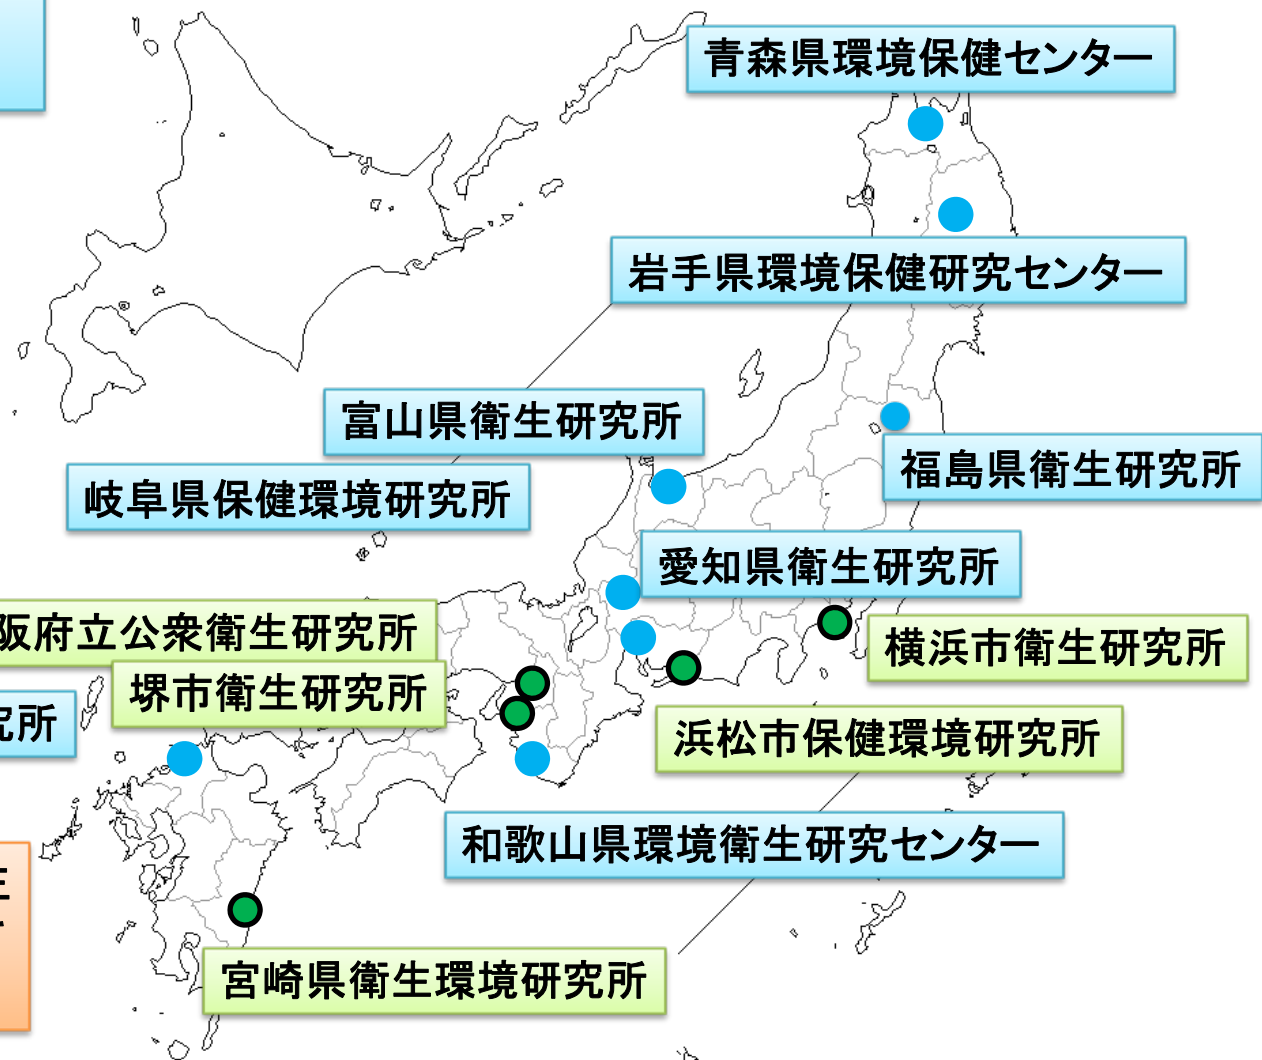 青森県環境保健センター
岩手県環境保健研究センター
富山県衛生研究所
福島県衛生研究所
岐阜県保健環境研究所
愛知県衛生研究所
阪府立公衆衛生研究所
横浜市衛生研究所
堺市衛生研究所
究所
浜松市保健環境研究所
和歌山県環境衛生研究センター
宮崎県衛生環境研究所